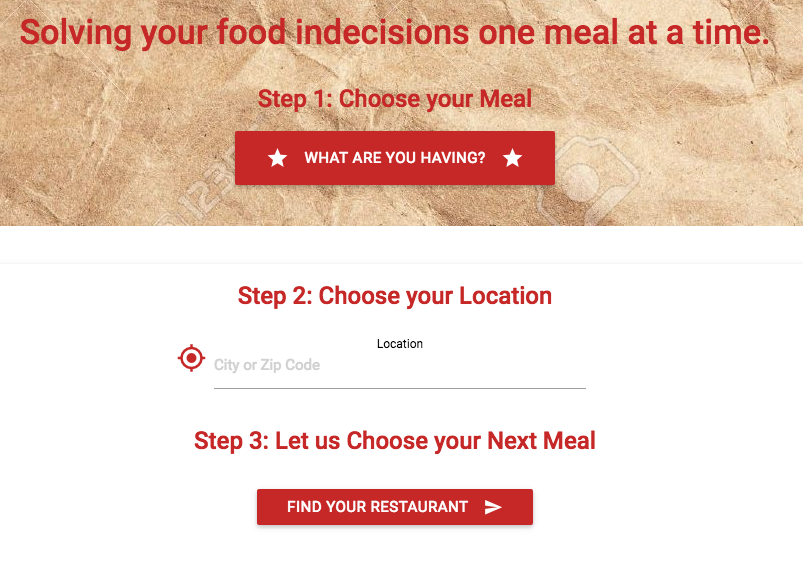 Solving your food indecisions one meal at a time.
Step 1: Choose your Meal
WHAT ARE YOU HAVING?
Step 2: Choose your Location
Location
City or Zip Code
Step 3: Let us Choose your Next Meal
FIND YOUR RESTAURANT